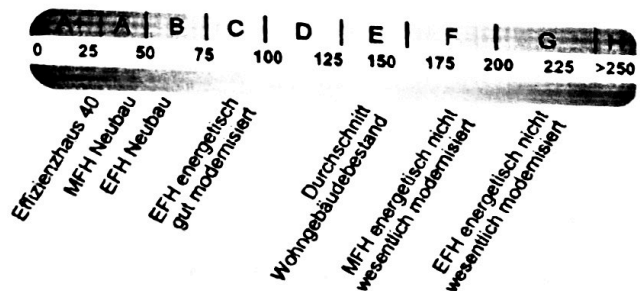 A+ A B C D E F G H
0 25 50 75 100 125 150 175 200 225 >250
Effizienzhaus 40
MFH Neubau
EFH Neubau
EFH energetisch
gut modernisiert
Durchschnitt
Wohngebäudebestand
MFH energetisch nicht
wesentlich modernisiert
EFH energetisch nicht
wesentlich modernisiert